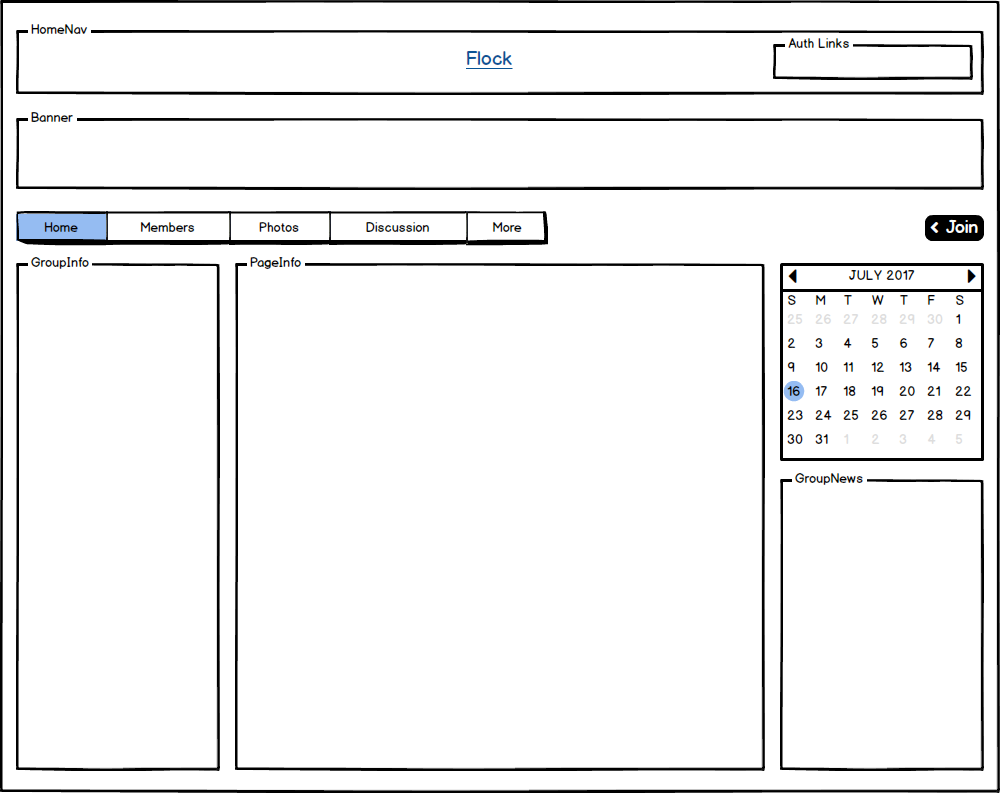 HomeNav
Auth Links
Flock
Banner
Home Members Photos Discussion More
Join
GroupInfo
PageInfo
JULY 2017
S M T W T F S
25 26 27 28 29 30 1
2 3 4 5 6 7 8
9 10 11 12 13 14 15
16 17 18 19 20 21 22
23 24 25 26 27 28 29
30 31 1 2 3 4 5
GroupNews